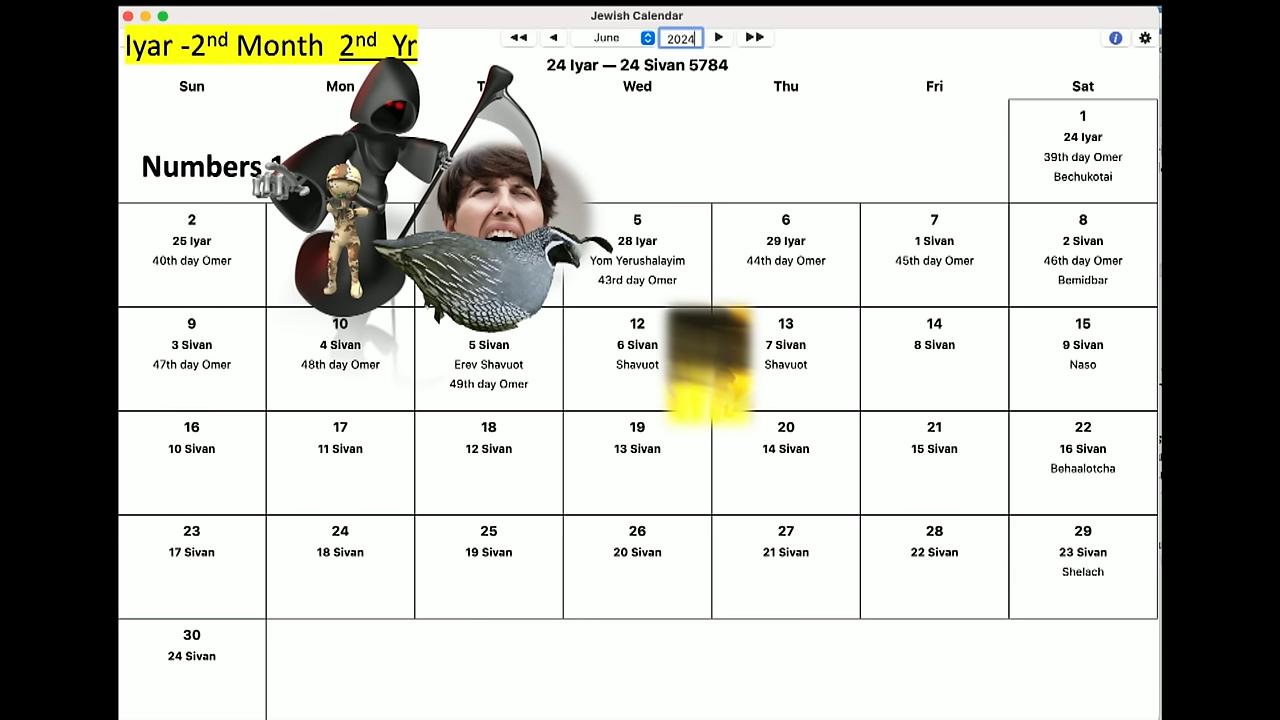 Jewish Calendar
Iyar -2nd Month 2nd Yr
June 2024
24 Iyar — 24 Sivan 5784
Sun Mon Wed Thu Fri Sat
Numbers
1
24 Iyar
39th day Omer
Bechukotai
2
25 Iyar
40th day Omer
5
28 Iyar
Yom Yerushalayim
43rd day Omer
6
29 Iyar
44th day Omer
7
1 Sivan
45th day Omer
8
2 Sivan
46th day Omer
Bemidbar
9
3 Sivan
47th day Omer
10
4 Sivan
48th day Omer
5 Sivan
Erev Shavuot
49th day Omer
12
6 Sivan
Shavuot
13
7 Sivan
Shavuot
14
8 Sivan
15
9 Sivan
Naso
16
10 Sivan
17
11 Sivan
18
12 Sivan
19
13 Sivan
20
14 Sivan
21
15 Sivan
22
16 Sivan
Behaalotcha
23
17 Sivan
24
18 Sivan
25
19 Sivan
26
20 Sivan
27
21 Sivan
28
22 Sivan
29
23 Sivan
Shelach
30
24 Sivan